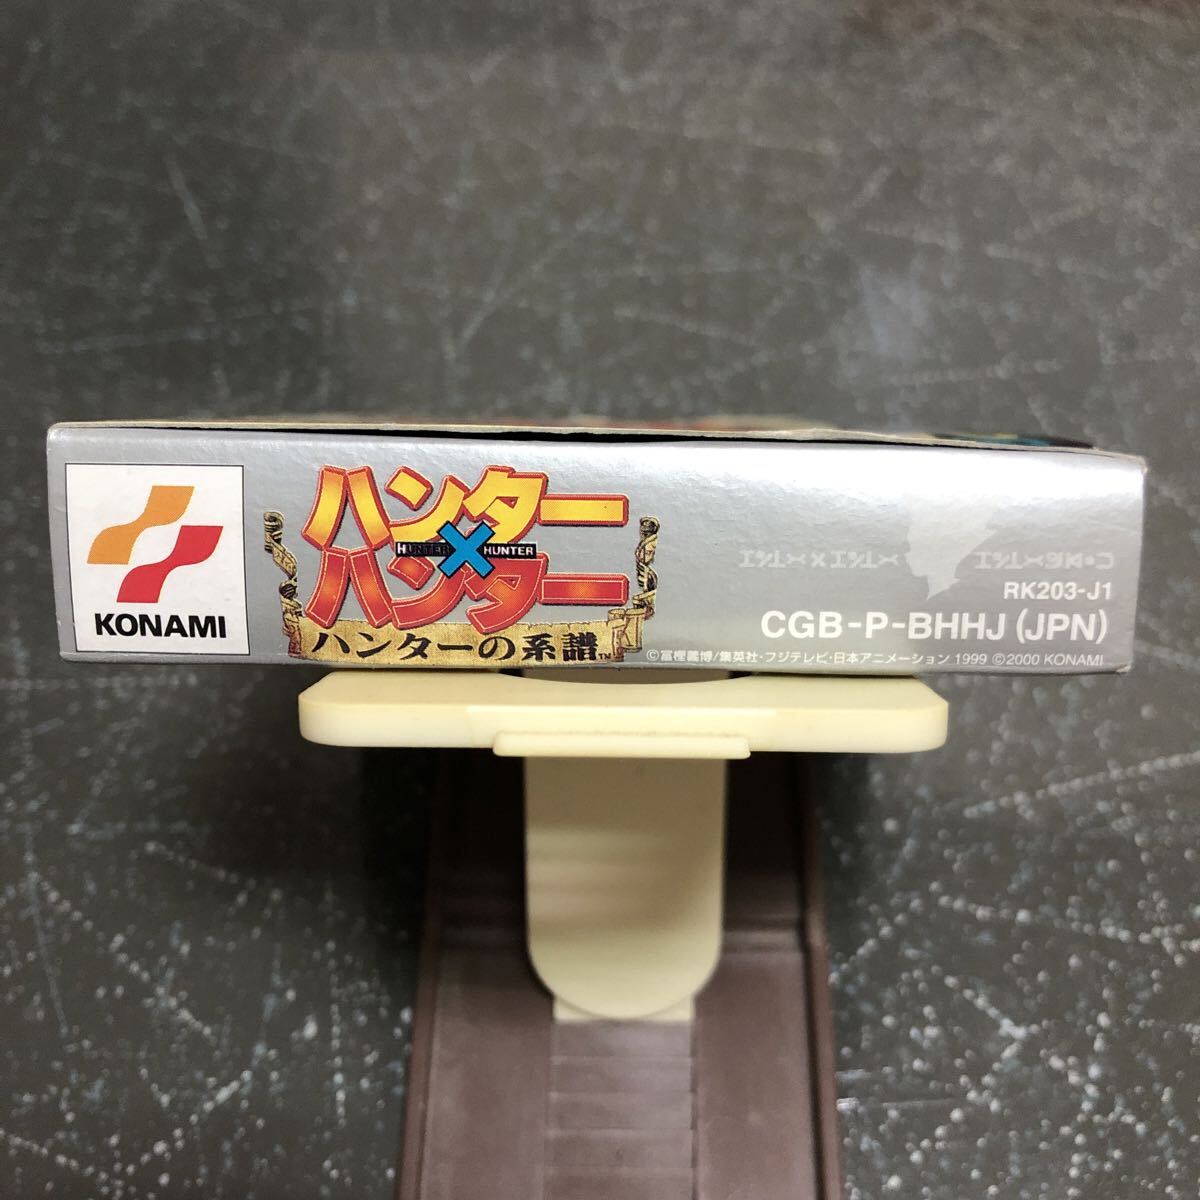 KONAMI
ハンター
HUNTER × HUNTER
ハンター
ハンターの系譜™
RK203-J1
CGB-P-BHHJ (JPN)
©冨樫義博/集英社・フジテレビ・日本アニメーション 1999 ©2000 KONAMI